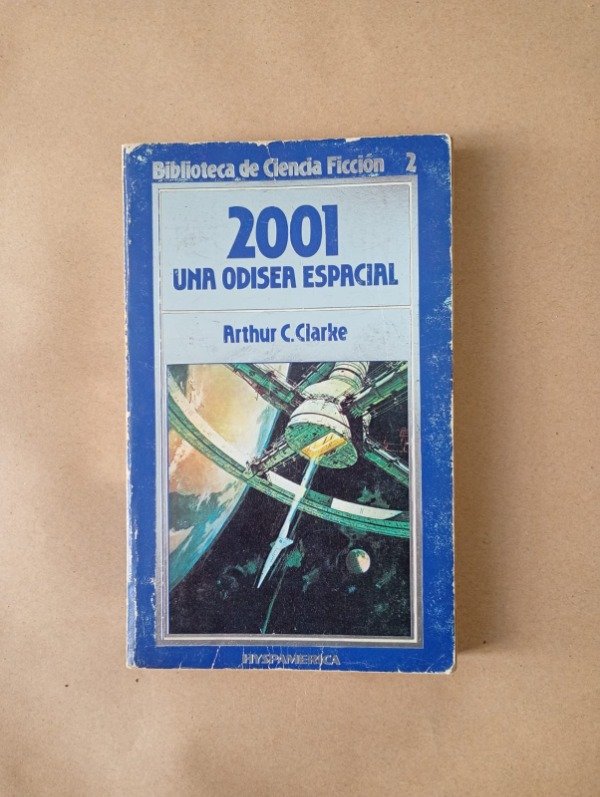 Biblioteca de Ciencia Ficción 2
2001
UNA ODISEA ESPACIAL
Arthur C. Clarke
HYSPAMERICA